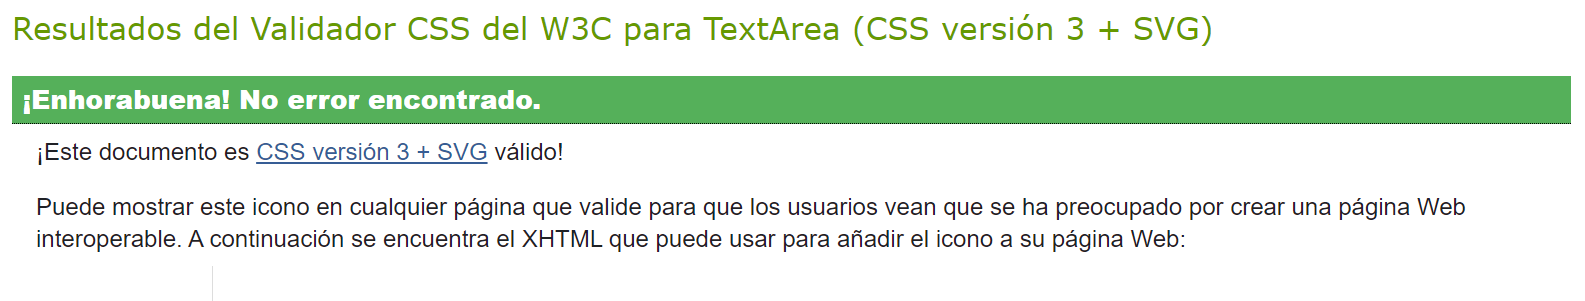 Resultados del Validador CSS del W3C para TextArea (CSS versión 3 + SVG)
¡Enhorabuena! No error encontrado.
¡Este documento es CSS versión 3 + SVG válido!
Puede mostrar este icono en cualquier página que valide para que los usuarios vean que se ha preocupado por crear una página Web
interoperable. A continuación se encuentra el XHTML que puede usar para añadir el icono a su página Web: